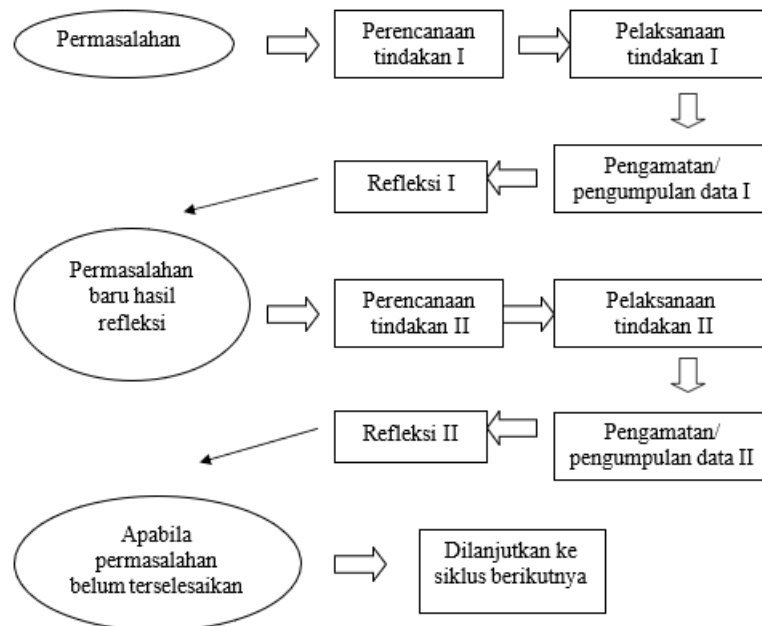 Permasalahan
Perencanaan
tindakan I
Pelaksanaan
tindakan I
Pengamatan/
pengumpulan data I
Refleksi I
Permasalahan
baru hasil
refleksi
Perencanaan
tindakan II
Pelaksanaan
tindakan II
Pengamatan/
pengumpulan data II
Refleksi II
Apabila
permasalahan
belum terselesaikan
Dilanjutkan ke
siklus berikutnya